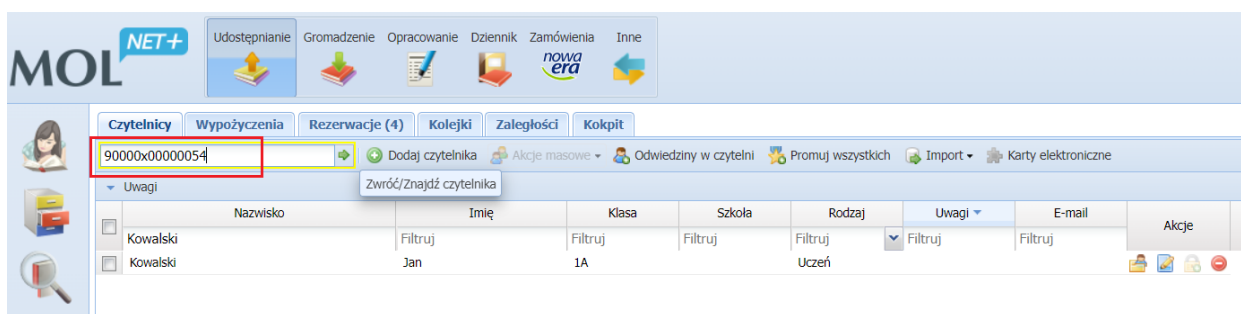 MOL NET+
Udostępnianie Gromadzenie Opracowanie Dziennik Zamówienia Inne
nowa era
Czytelnicy Wypożyczenia Rezerwacje (4) Kolejki Zaległości Kokpit
90000x00000054 Dodaj czytelnika Akcje masowe Odwiedziny w czytelni Promuj wszystkich Import Karty elektroniczne
Zwróć/Znajdź czytelnika
Uwagi
Nazwisko Imię Klasa Szkoła Rodzaj Uwagi E-mail Akcje
Kowalski Filtruj Filtruj Filtruj Filtruj Filtruj Filtruj
Kowalski Jan 1A Uczeń